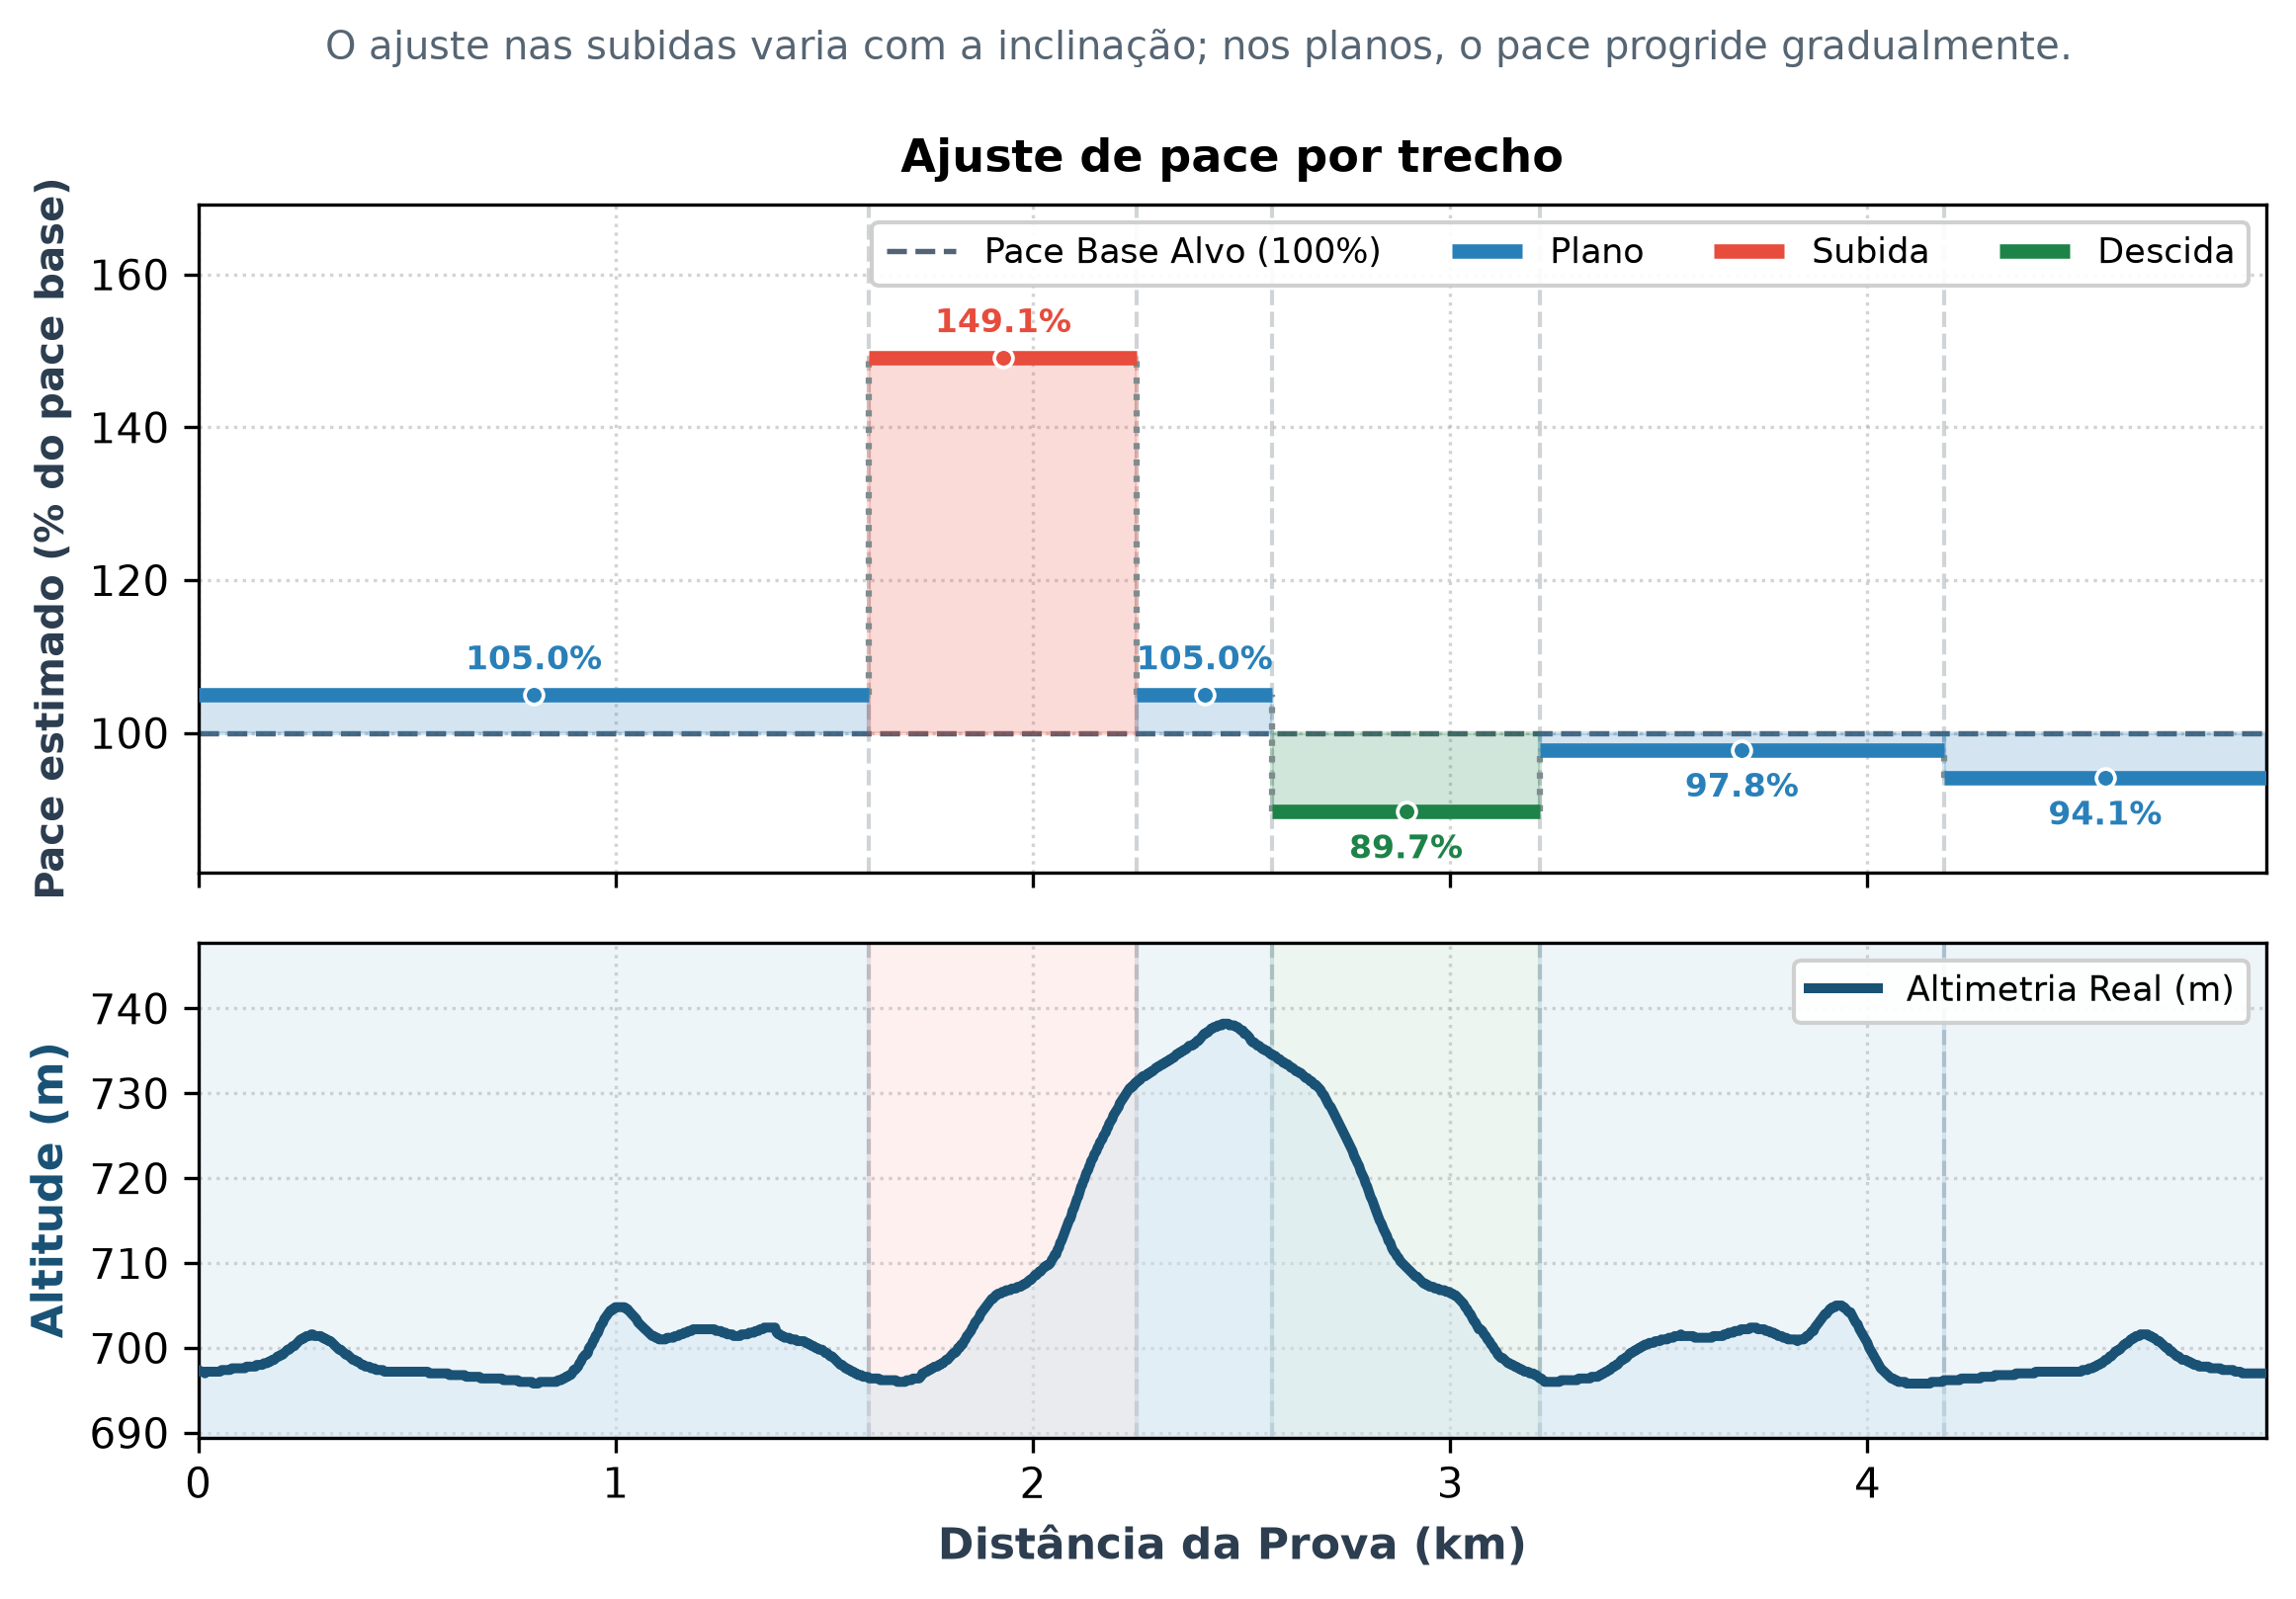 O ajuste nas subidas varia com a inclinação; nos planos, o pace progride gradualmente.
Ajuste de pace por trecho
Pace estimado (% do pace base)
160
140
120
100
Pace Base Alvo (100%) Plano Subida Descida
149.1%
105.0%
105.0%
97.8%
94.1%
89.7%
Altitude (m)
740
730
720
710
700
690
Altimetria Real (m)
0 1 2 3 4
Distância da Prova (km)